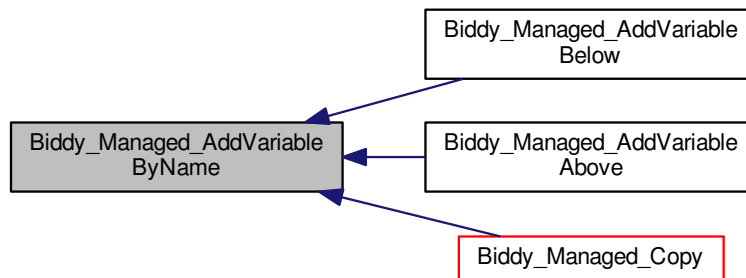 Biddy_Managed_AddVariable
Below
Biddy_Managed_AddVariable
ByName
Biddy_Managed_AddVariable
Above
Biddy_Managed_Copy